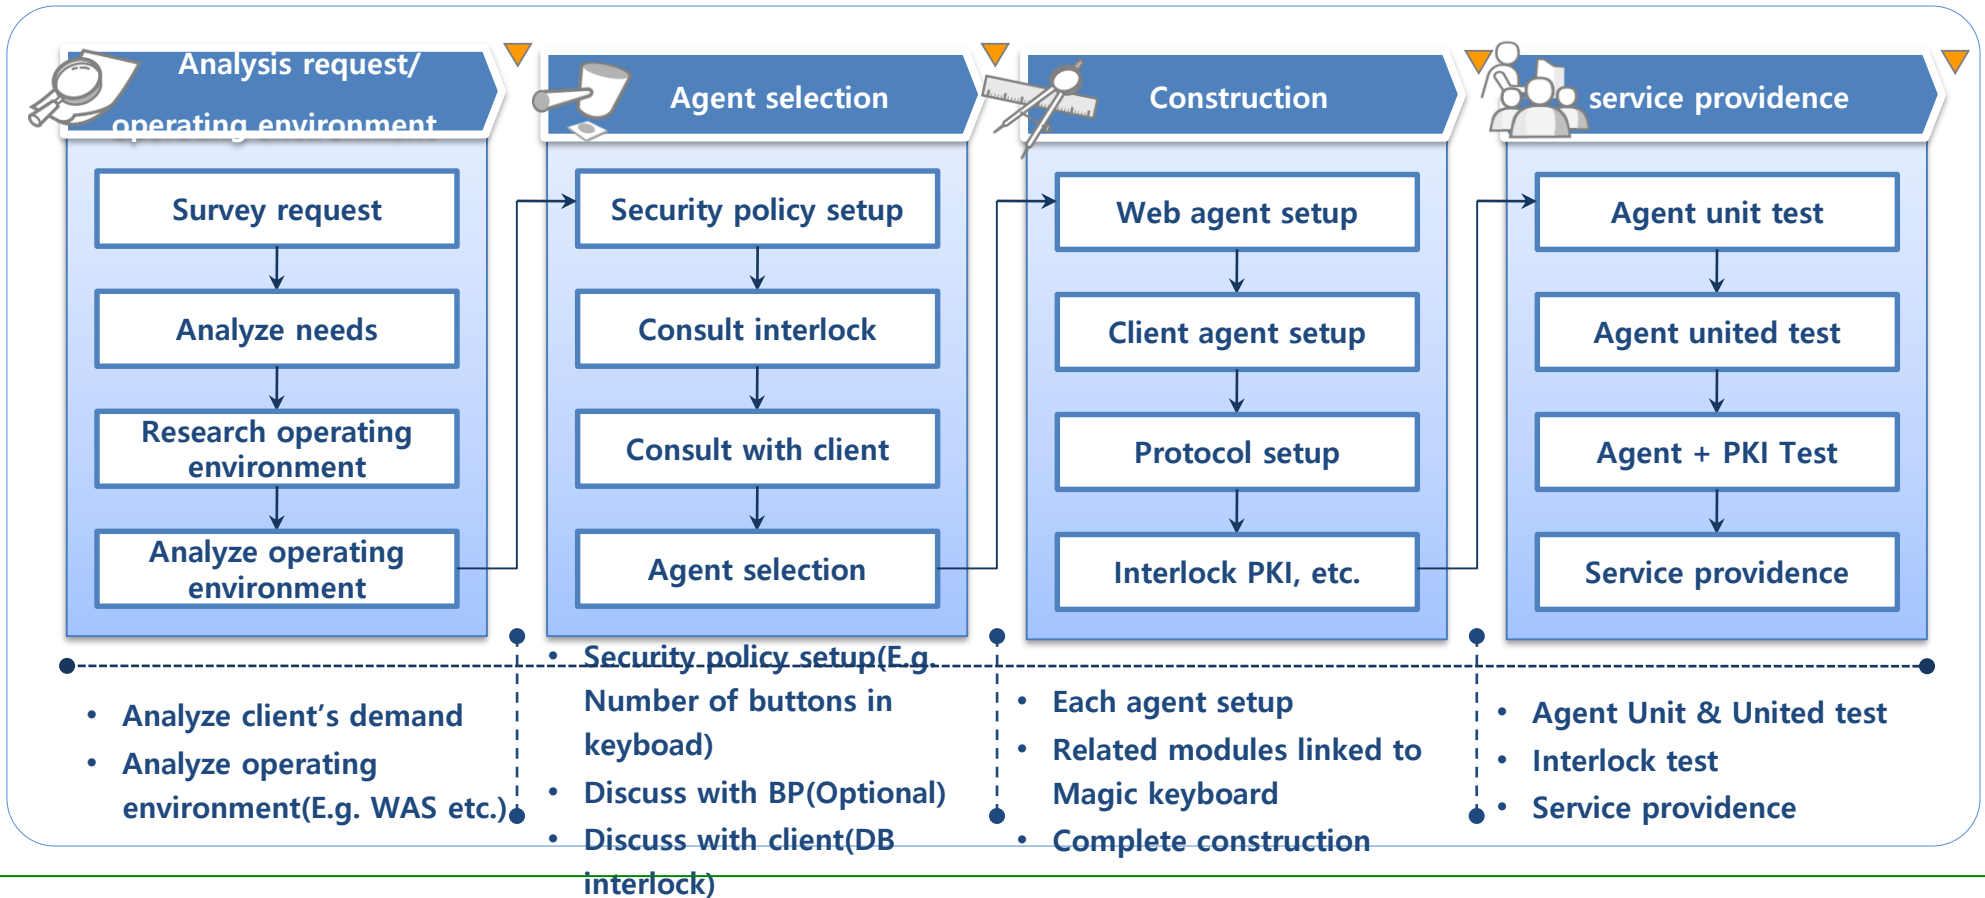 Analysis request/
operating environment
Agent selection
Construction
service providence
Survey request
Analyze needs
Research operating
environment
Analyze operating
environment
Security policy setup
Consult interlock
Consult with client
Agent selection
Web agent setup
Client agent setup
Protocol setup
Interlock PKI, etc.
Agent unit test
Agent united test
Agent + PKI Test
Service providence
• Analyze client’s demand
• Analyze operating
environment(E.g. WAS etc.)
• Security policy setup(E.g.
Number of buttons in
keyboad)
• Discuss with BP(Optional)
• Discuss with client(DB
interlock)
• Each agent setup
• Related modules linked to
Magic keyboard
• Complete construction
• Agent Unit & United test
• Interlock test
• Service providence